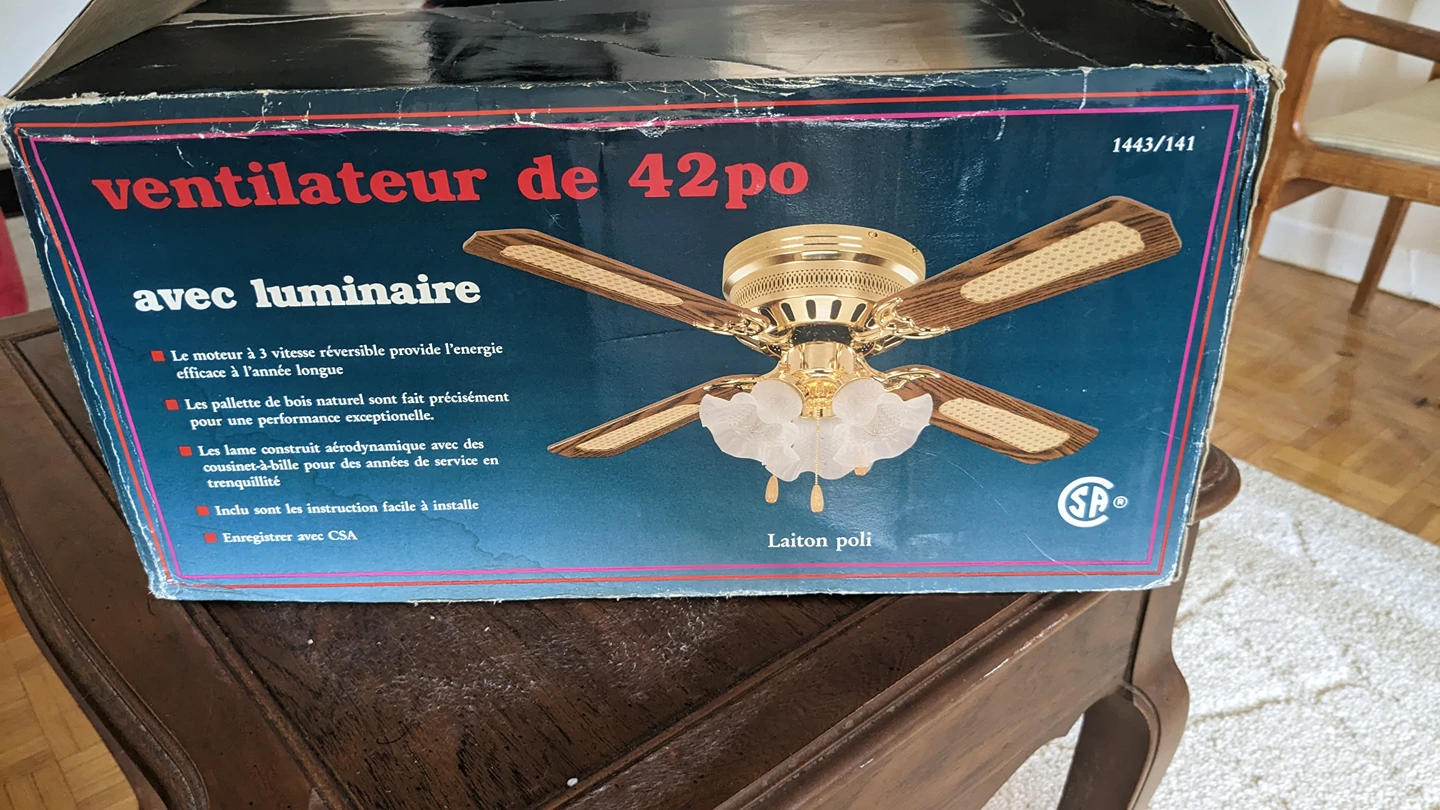 1443/141
ventilateur de 42po
avec luminaire
Le moteur à 3 vitesse réversible provide l'energie
efficace à l'année longue
Les pallette de bois naturel sont fait précisément
pour une performance exceptionelle.
Les lame construit aérodynamique avec des
cousinet-à-bille pour des années de service en
trenquillité
Inclu sont les instruction facile à installe
Enregistrer avec CSA
Laiton poli
CSA®